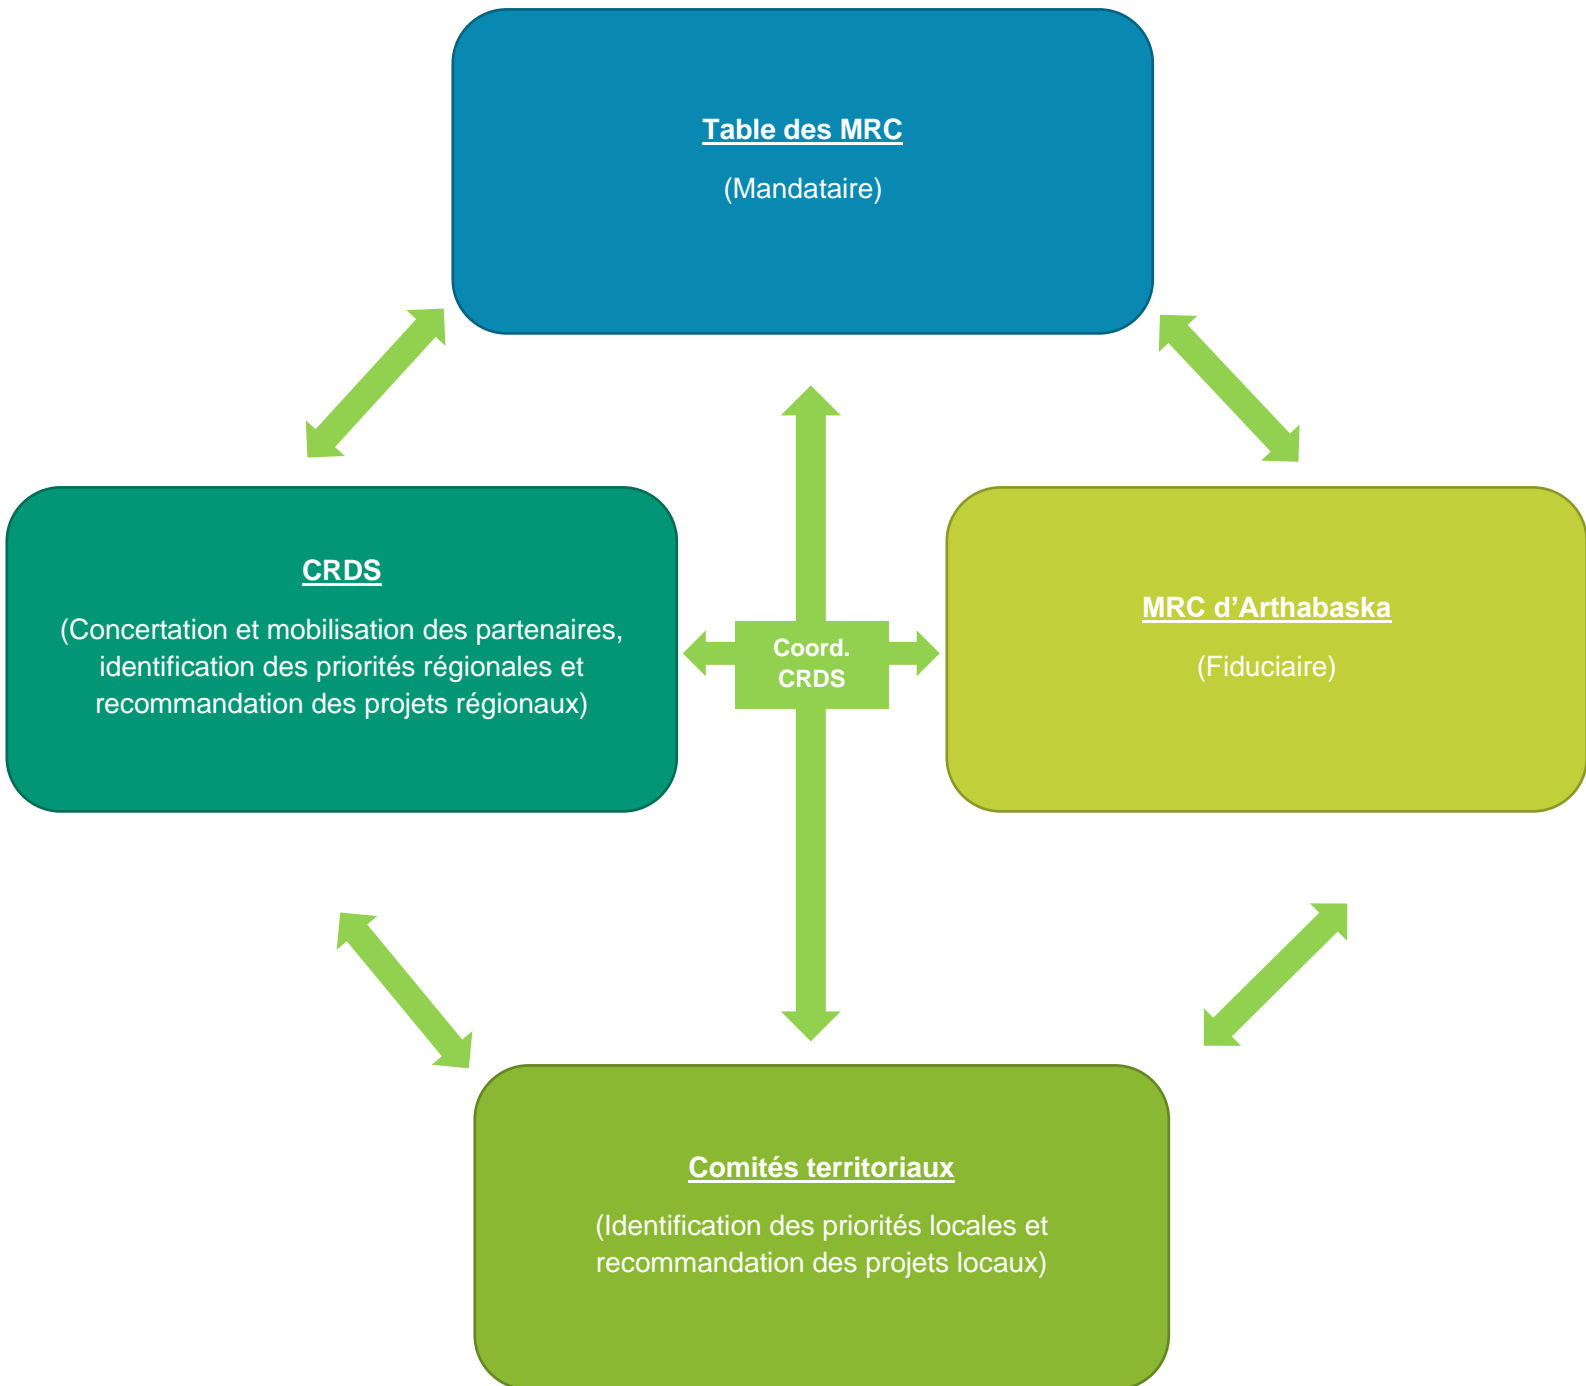 Table des MRC
(Mandataire)
CRDS
(Concertation et mobilisation des partenaires,
identification des priorités régionales et
recommandation des projets régionaux)
Coord.
CRDS
MRC d’Arthabaska
(Fiduciaire)
Comités territoriaux
(Identification des priorités locales et
recommandation des projets locaux)